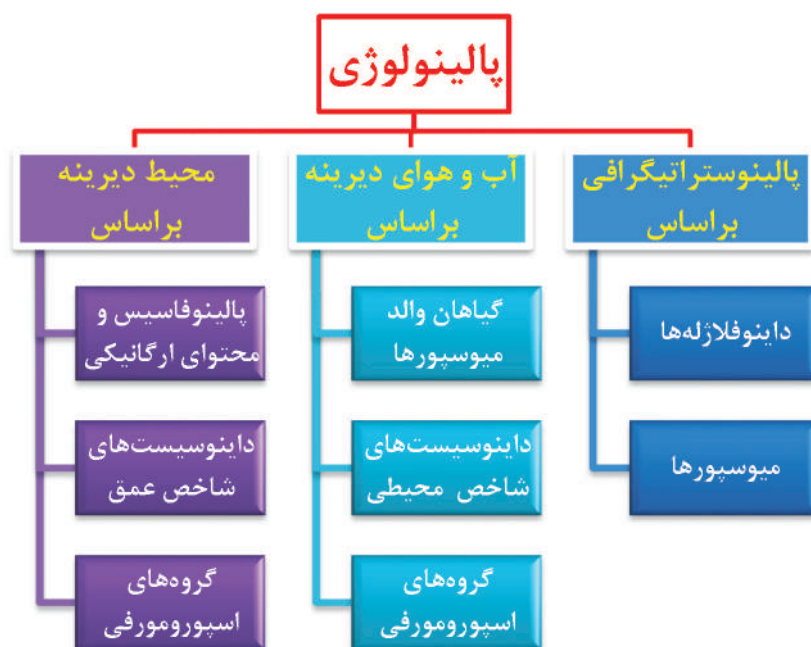 پالینولوژی
پالینوستراتیگرافی
براساس
داینوفلاژله‌ها
میوسپورها
آب و هوای دیرینه
براساس
گیاهان والد
میوسپورها
داینوسیست‌های
شاخص محیطی
گروه‌های
اسپورومورفی
محیط دیرینه
براساس
پالینوفاسیس و
محتوای ارگانیکی
داینوسیست‌های
شاخص عمق
گروه‌های
اسپورومورفی